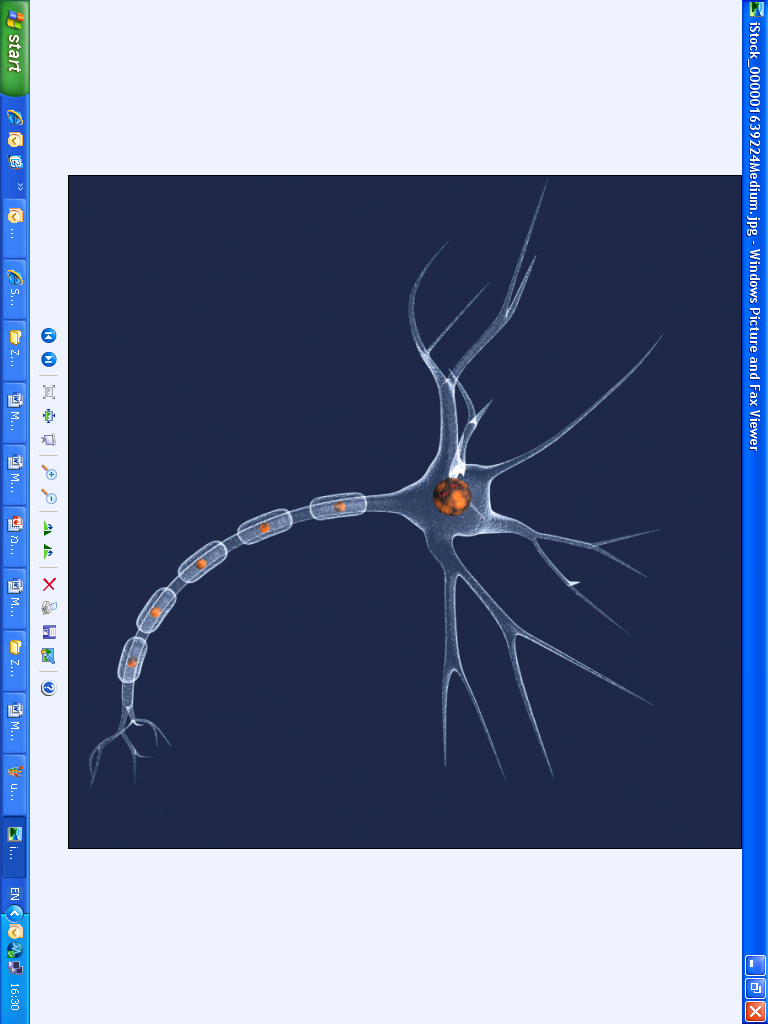 iStock_000001639224Medium.jpg - Windows Picture and Fax Viewer
start
»
...
S...
Z...
M...
M...
מ...
M...
Z...
M...
u...
i...
EN
16:30